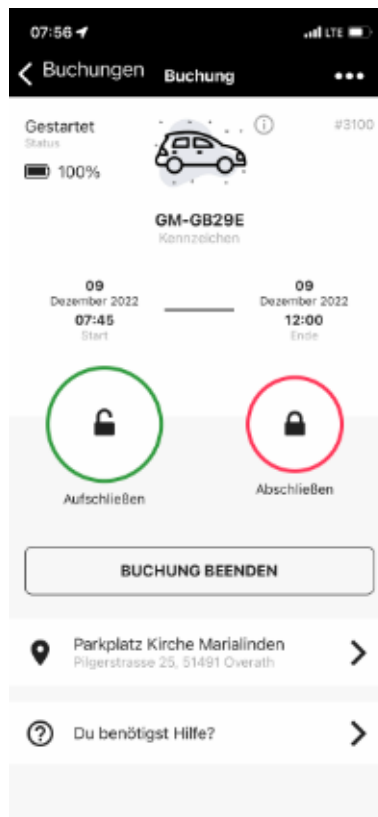 07:56
LTE
Buchungen
Buchung
Gestartet
#3100
Status
100%
GM-GB29E
Kennzeichen
09
Dezember 2022
07:45
Start
09
Dezember 2022
12:00
Ende
Aufschließen
Abschließen
BUCHUNG BEENDEN
Parkplatz Kirche Marialinden
Pilgerstrasse 25, 51491 Overath
Du benötigst Hilfe?